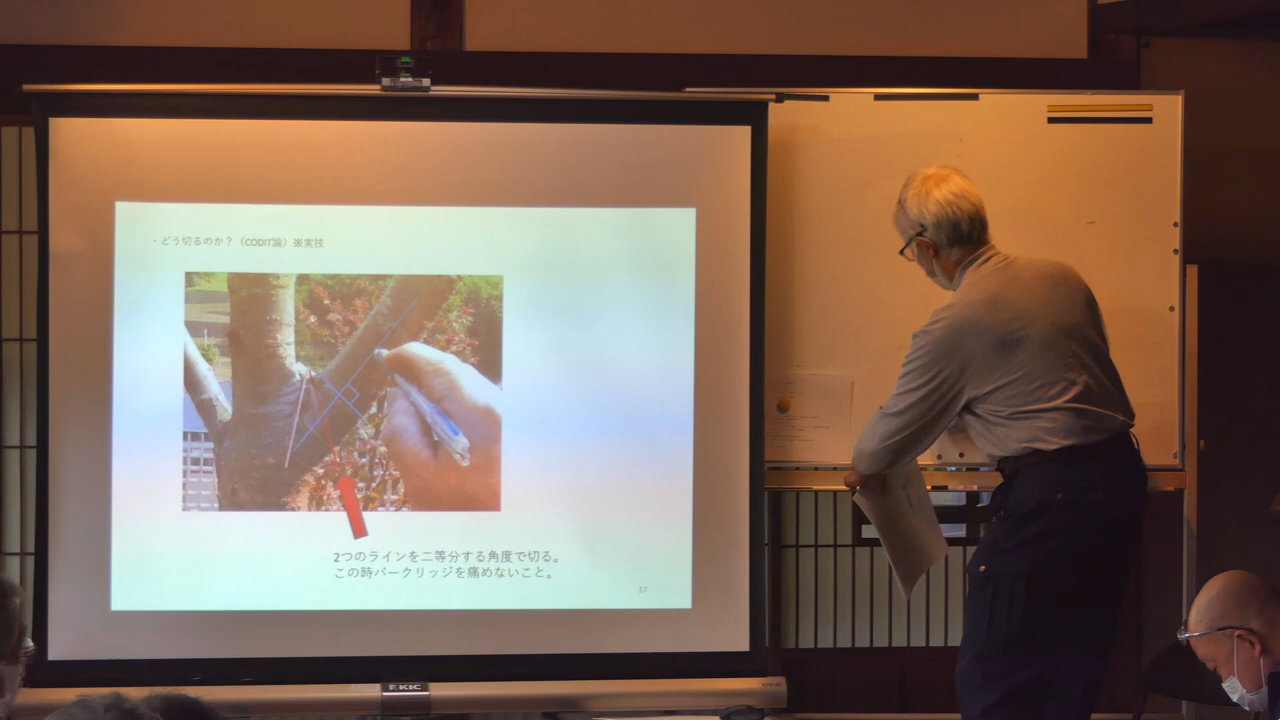 ・どう切るのか？（CODIT論）※実技
2つのラインを二等分する角度で切る。
この時バークリッジを痛めないこと。
17
KIC